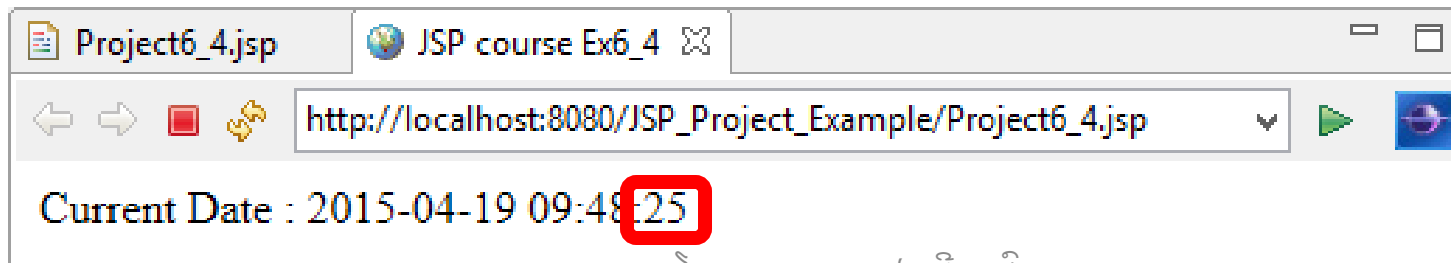 Project6_4.jsp
JSP course Ex6_4
http://localhost:8080/JSP_Project_Example/Project6_4.jsp
Current Date : 2015-04-19 09:48:25